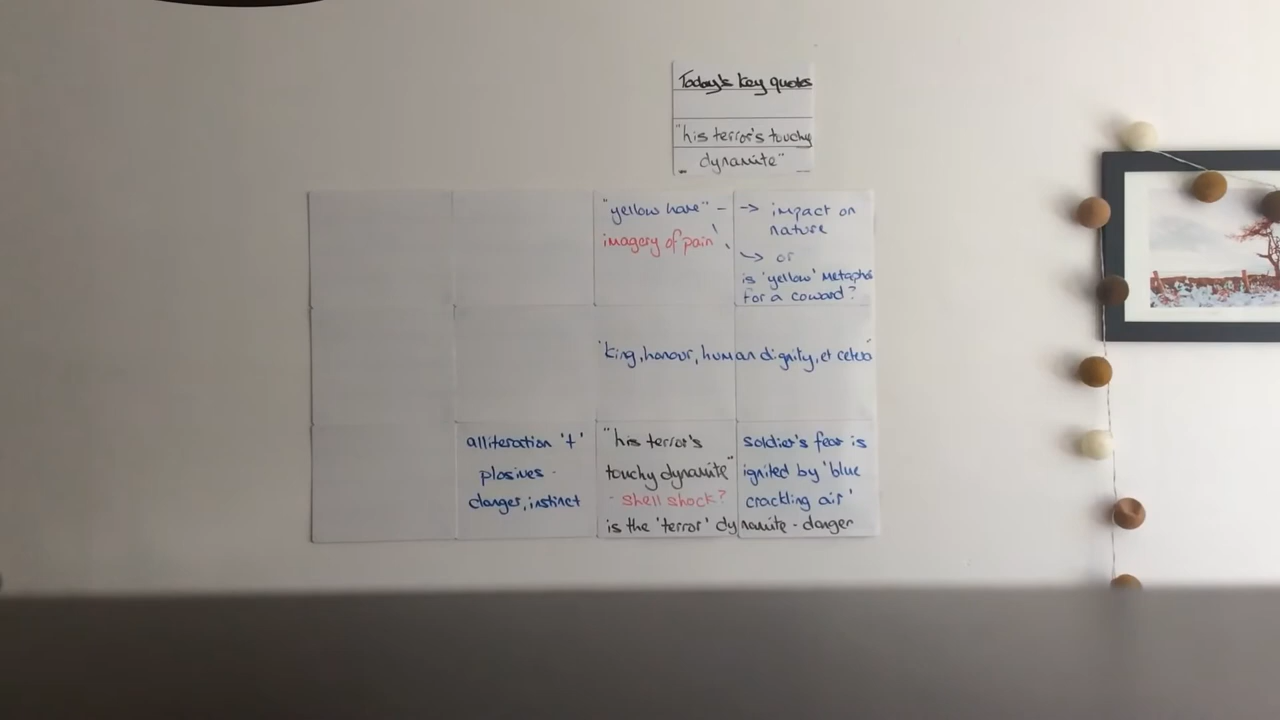 Today's key quotes
"his terror's touchy
dynamite"
"yellow hare" -
imagery of pain
-> impact on
nature
-> or
is 'yellow' metaphor
for a coward?
'king, honour, human dignity, et cetera'
alliteration 't'
plosives -
danger, instinct
"his terror's
touchy dynamite"
- shell shock?
is the 'terror' dynamite - danger
soldier's fear is
ignited by 'blue
crackling air'